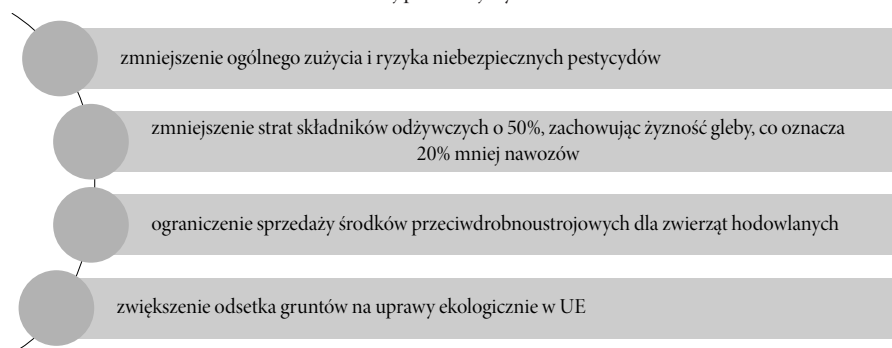 zmniejszenie ogólnego zużycia i ryzyka niebezpiecznych pestycydów
zmniejszenie strat składników odżywczych o 50%, zachowując żyzność gleby, co oznacza
20% mniej nawozów
ograniczenie sprzedaży środków przeciwdrobnoustrojowych dla zwierząt hodowlanych
zwiększenie odsetka gruntów na uprawy ekologicznie w UE